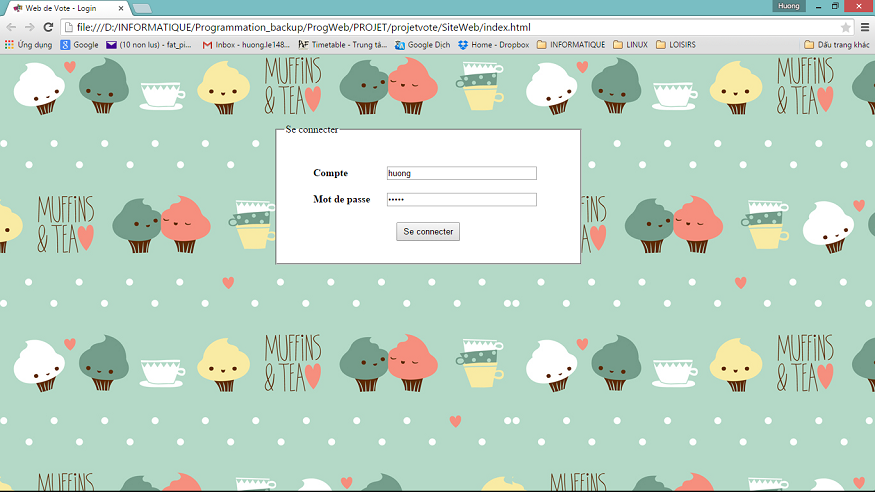 Web de Vote - Login
Huong
file:///D:/INFORMATIQUE/Programmation_backup/ProgWeb/PROJET/projetvote/SiteWeb/index.html
Ứng dụng Google (10 non lus) - fat_pi... Inbox - huong.le148... Timetable - Trung tâ... Google Dịch Home - Dropbox INFORMATIQUE LINUX LOISIRS Dấu trang khác
MUFFINS & TEA
MUFFINS & TEA
Se connecter
Compte huong
Mot de passe •••••
Se connecter
MUFFINS & TEA
MUFFINS & TEA
MUFFINS & TEA
MUFFINS
MUFFINS